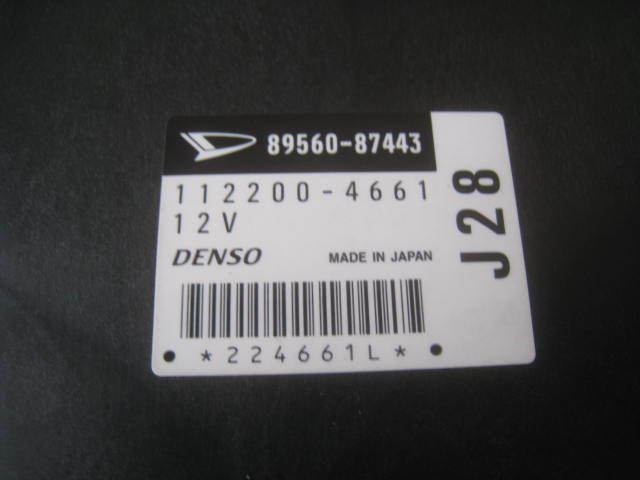 89560-87443
112200-4661
12V
DENSO MADE IN JAPAN
*224661L*
J28